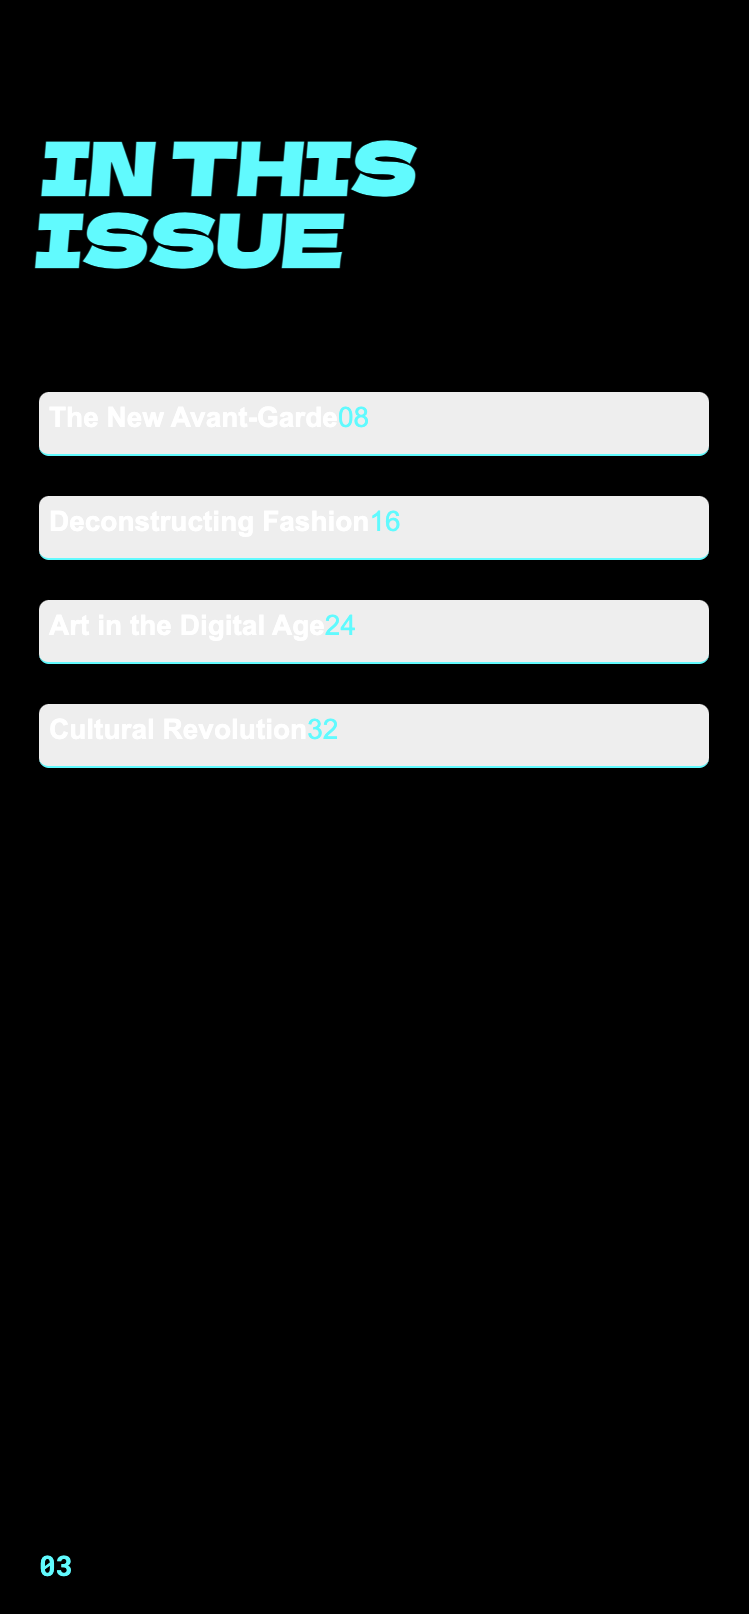 IN THIS
ISSUE
The New Avant-Garde08
Deconstructing Fashion16
Art in the Digital Age24
Cultural Revolution32
03